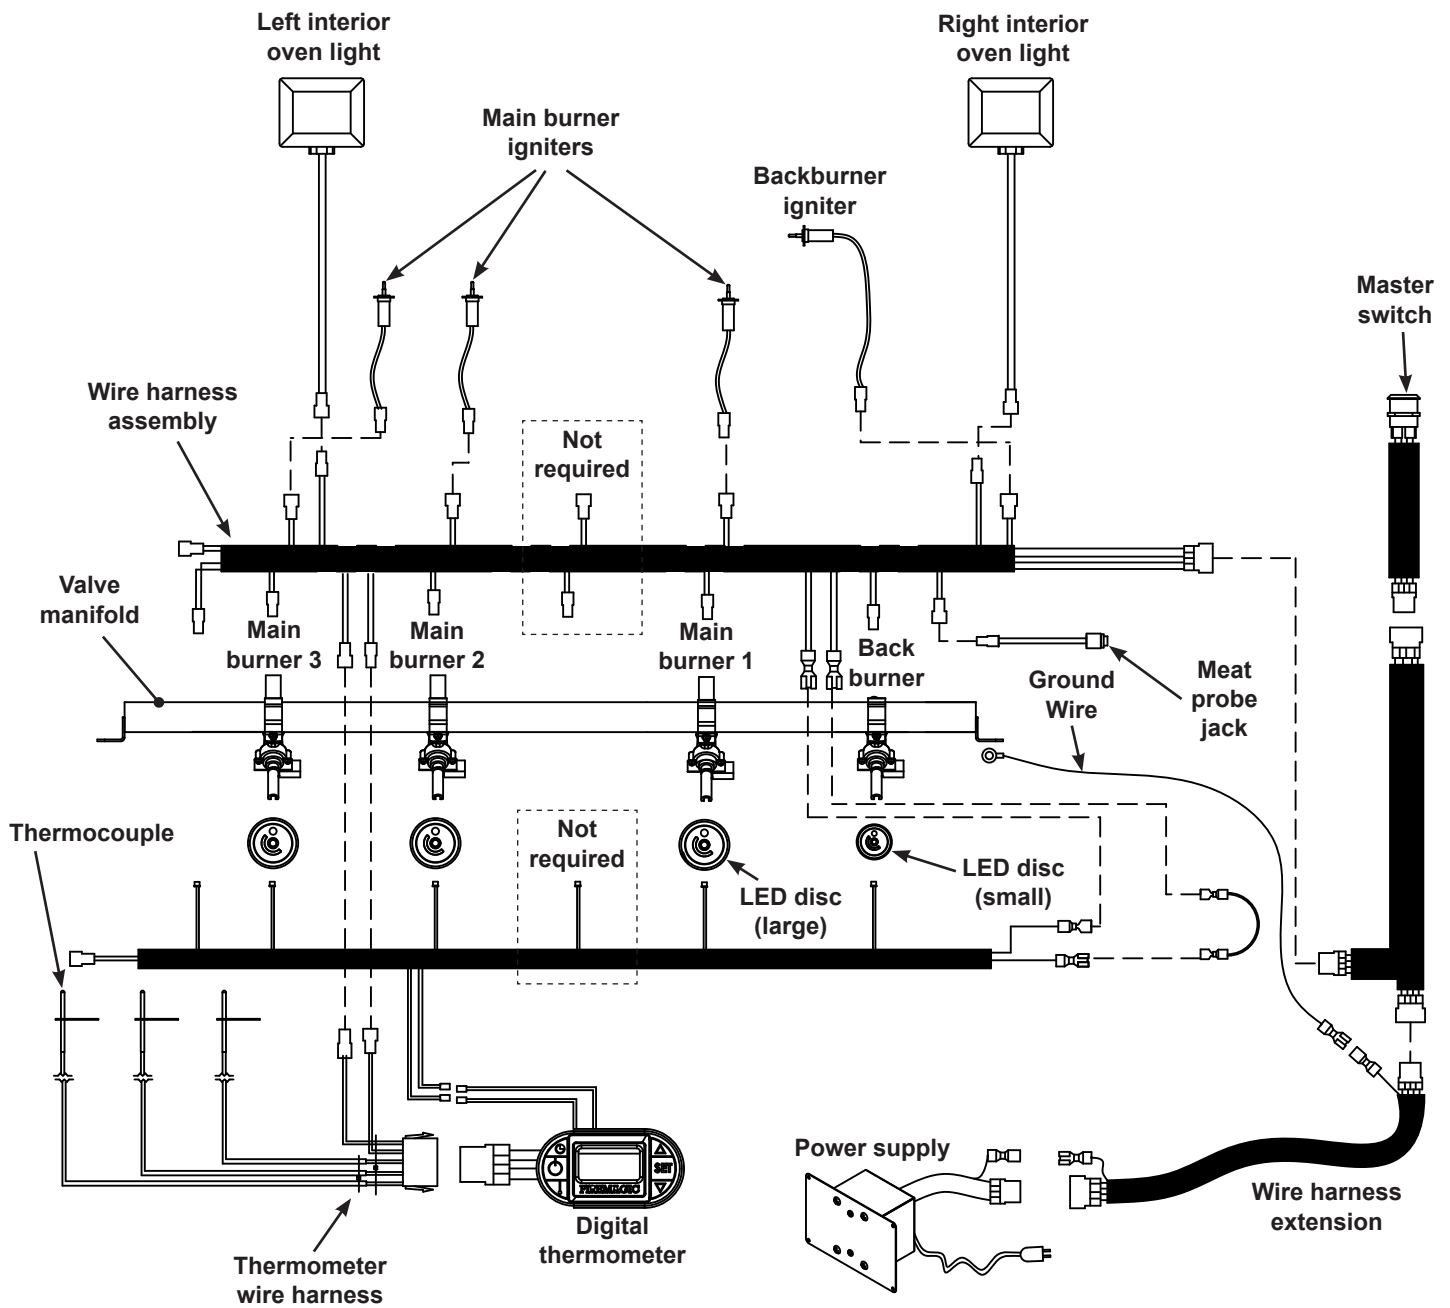 Left interior
oven light
Right interior
oven light
Main burner
igniters
Backburner
igniter
Master
switch
Wire harness
assembly
Not
required
Valve
manifold
Main
burner 3
Main
burner 2
Main
burner 1
Back
burner
Ground
Wire
Meat
probe
jack
Thermocouple
Not
required
LED disc
(large)
LED disc
(small)
SET
FIREMAGIC
Digital
thermometer
Thermometer
wire harness
Power supply
Wire harness
extension